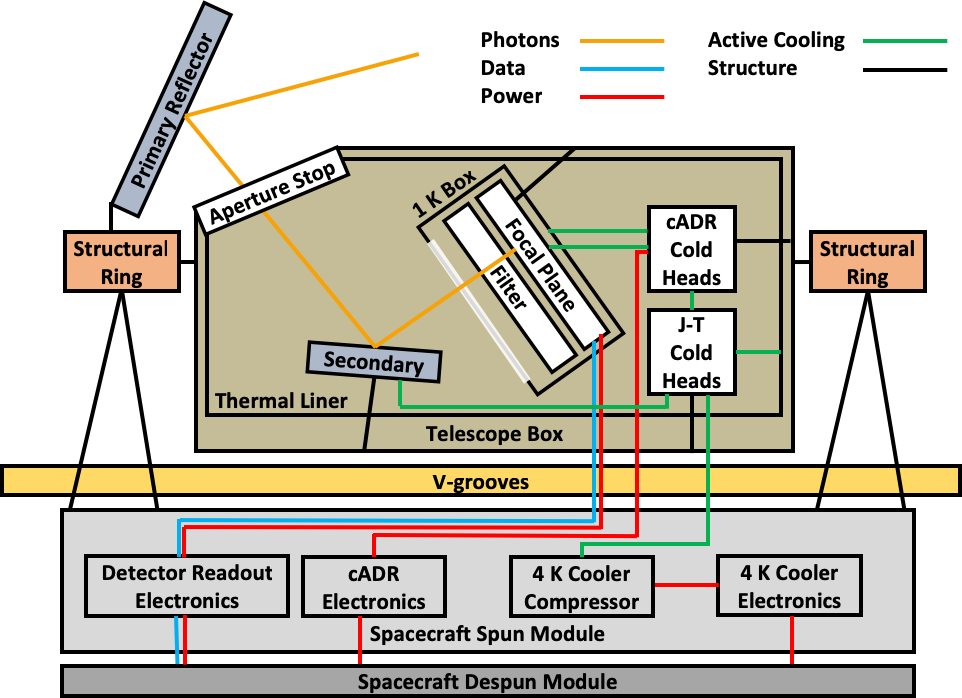 Photons
Data
Power
Active Cooling
Structure
Primary Reflector
Aperture Stop
1 K Box
Focal Plane
Filter
cADR
Cold
Heads
J-T
Cold
Heads
Structural
Ring
Structural
Ring
Secondary
Thermal Liner
Telescope Box
V-grooves
Detector Readout
Electronics
cADR
Electronics
4 K Cooler
Compressor
4 K Cooler
Electronics
Spacecraft Spun Module
Spacecraft Despun Module